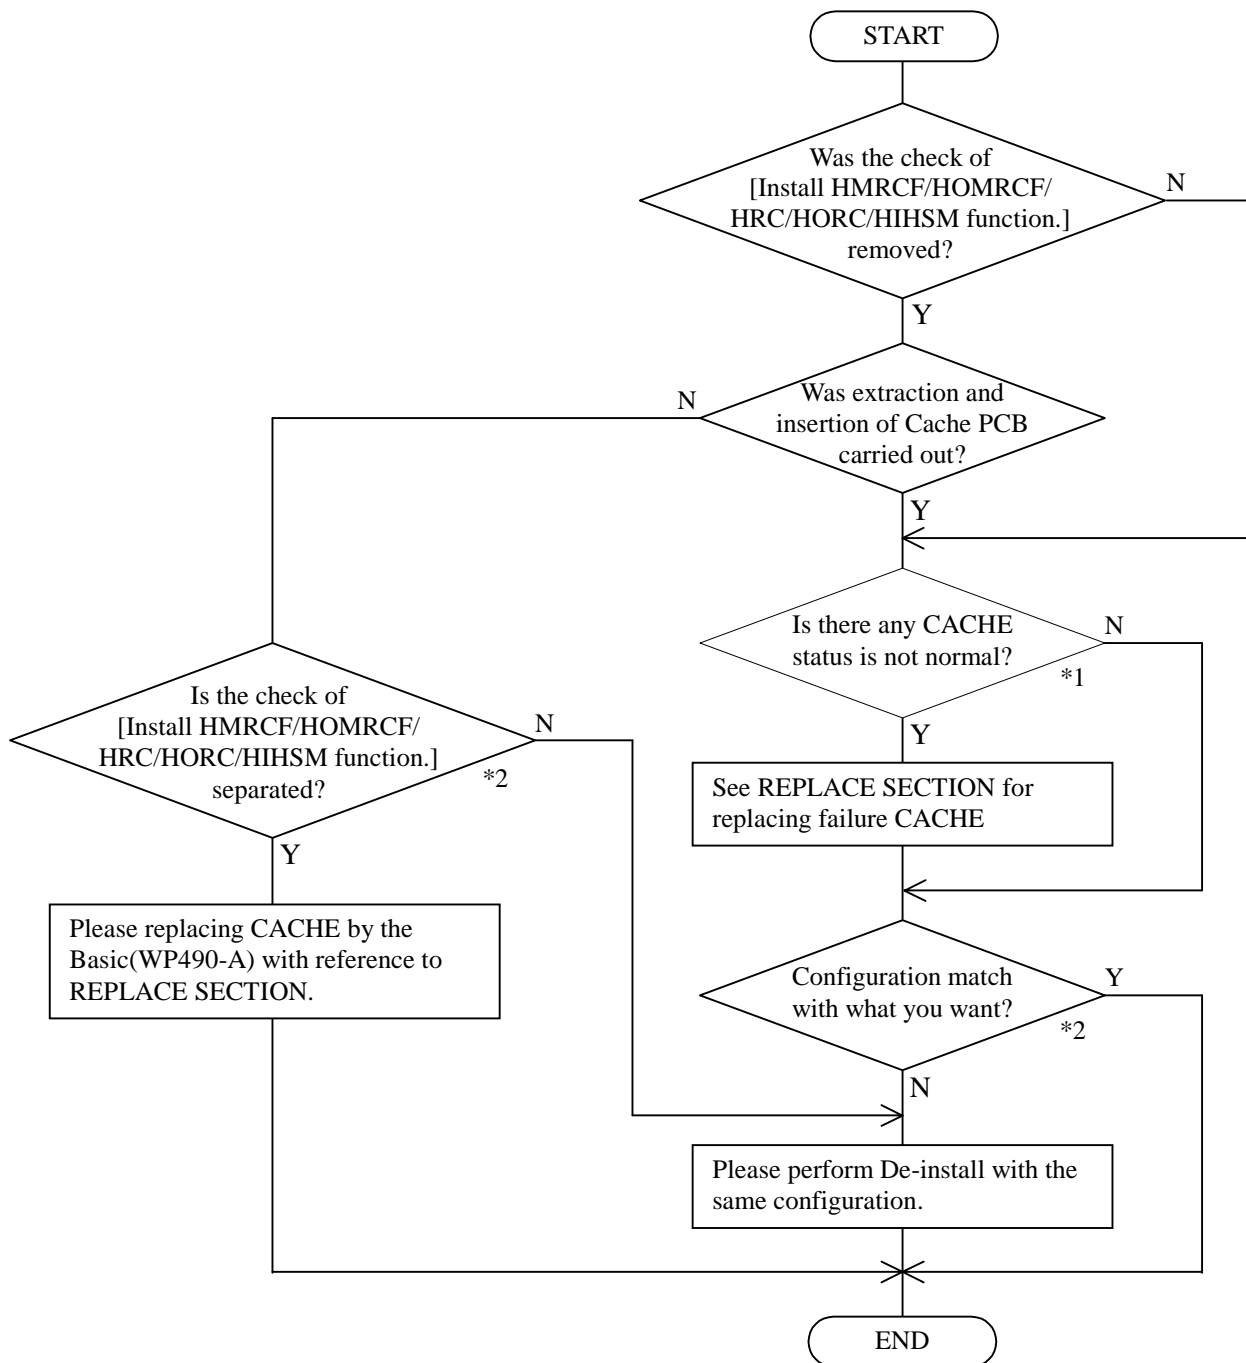 START
Was the check of
[Install HMRCF/HOMRCF/
HRC/HORC/HIHSM function.]
removed?
N
Y
Was extraction and
insertion of Cache PCB
carried out?
N
Y
Is there any CACHE
status is not normal?
N
*1
Y
Is the check of
[Install HMRCF/HOMRCF/
HRC/HORC/HIHSM function.]
separated?
N
*2
Y
See REPLACE SECTION for
replacing failure CACHE
Please replacing CACHE by the
Basic(WP490-A) with reference to
REPLACE SECTION.
Configuration match
with what you want?
Y
*2
N
Please perform De-install with the
same configuration.
END